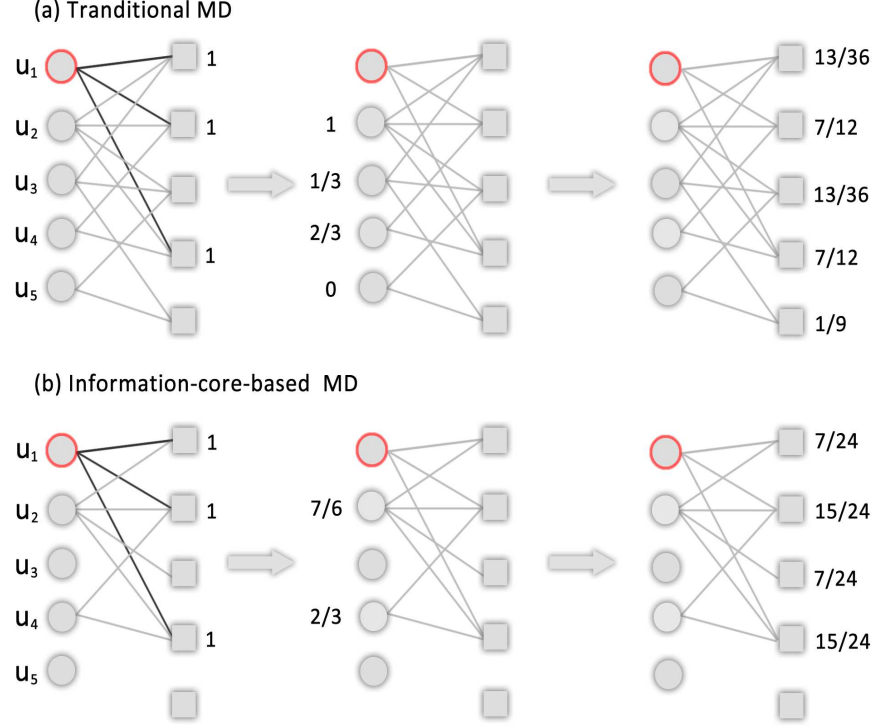 (a) Tranditional MD
u1 1
u2 1 1 7/12
u3 1/3 13/36
u4 1 2/3 7/12
u5 0 1/9
13/36
(b) Information-core-based MD
u1 1 7/24
u2 1 7/6 15/24
u3 7/24
u4 1 2/3 15/24
u5